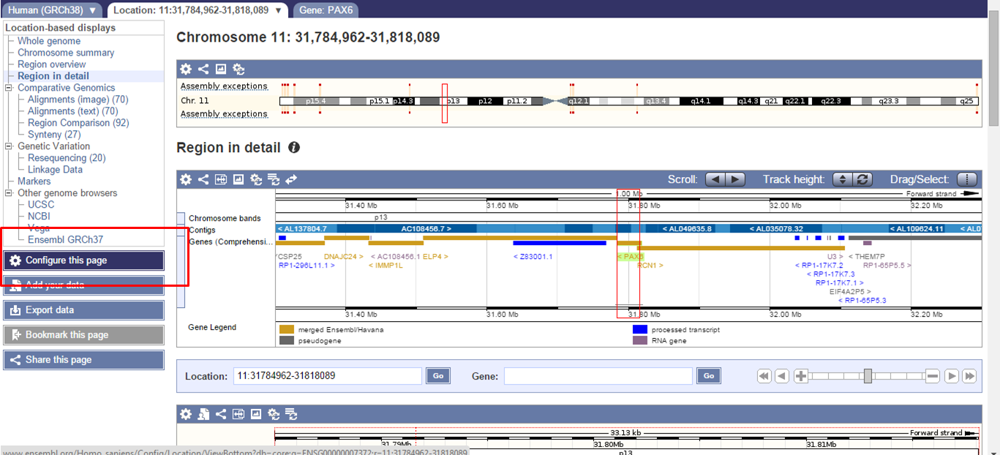 Human (GRCh38) ▼ Location: 11:31,784,962-31,818,089 ▼ Gene: PAX6
Location-based displays
Whole genome
Chromosome summary
Region overview
Region in detail
Comparative Genomics
Alignments (image) (70)
Alignments (text) (70)
Region Comparison (92)
Synteny (27)
Genetic Variation
Resequencing (20)
Linkage Data
Markers
Other genome browsers
UCSC
NCBI
Vega
Ensembl GRCh37
Configure this page
Add your data
Export data
Bookmark this page
Share this page
Chromosome 11: 31,784,962-31,818,089
Assembly exceptions
Chr. 11 p15.4 p15.1 p14.3 p13 p12 p11.2 q12.1 q13.4 q14.1 q14.3 q21 q22.1 q22.3 q23.3 q25
Assembly exceptions
Region in detail
Scroll: Track height: Drag/Select:
1.00 Mb Forward strand
31.40 Mb 31.60 Mb 31.80 Mb 32.00 Mb 32.20 Mb
Chromosome bands p13
Contigs < AL137804.7 AC108456.7 > < AL049635.8 < AL035078.32 < AL109624.11 < AL0
Genes (Comprehensi...
CSP25 DNAJC24 > < AC108456.1 ELP4 > < Z83001.1 < PAX6 U3 > < THEM7P
RP1-296L11.1 > < IMMP1L RCN1 > < RP1-17K7.2 RP1-65P5.5 >
< RP1-17K7.3
RP1-17K7.1 >
EIF4A2P5 >
< RP1-65P5.3
31.40 Mb 31.60 Mb 31.80 Mb 32.00 Mb 32.20 Mb
Gene Legend merged Ensembl/Havana processed transcript
pseudogene RNA gene
Location: 11:31784962-31818089 Go Gene: Go
33.13 kb Forward strand
31.79Mb 31.80Mb 31.81Mb
p13
www.ensembl.org/Homo_sapiens/Config/Location/ViewBottom?db=core;g=ENSG00000007372;r=11:31784962-31818089